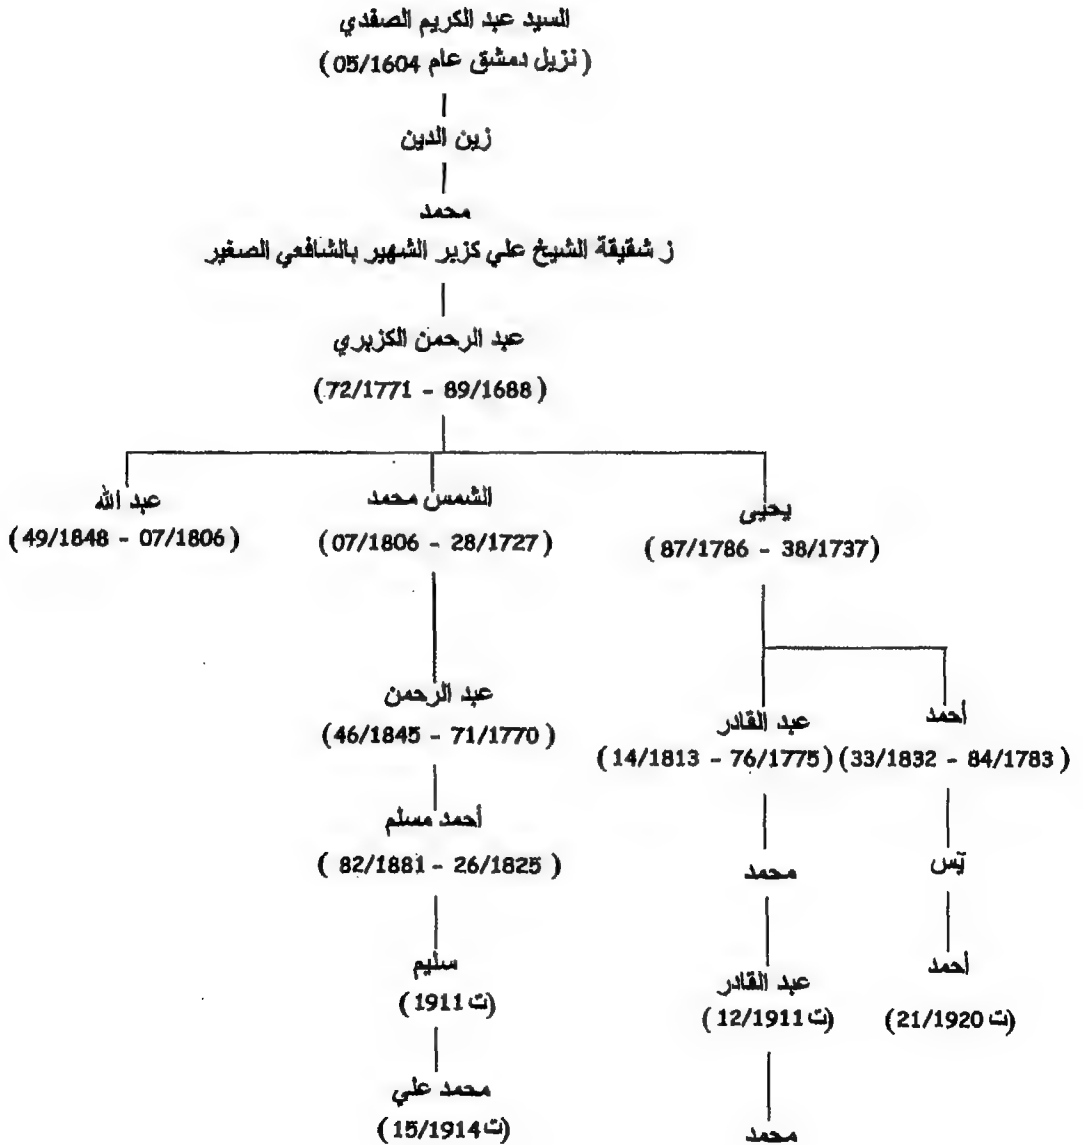 السيد عبد الكريم الصفدي
(نزيل دمشق عام 05/1604)
زين الدين
محمد
ز شقيقة الشيخ علي كزبر الشهير بالشافعي الصغير
عبد الرحمن الكزبري
(72/1771 - 89/1688)
يحيى
(87/1786 - 38/1737)
الشمس محمد
(07/1806 - 28/1727)
عبد الله
(49/1848 - 07/1806)
أحمد
(33/1832 - 84/1783)
عبد القادر
(14/1813 - 76/1775)
عبد الرحمن
(46/1845 - 71/1770)
أحمد مسلم
(82/1881 - 26/1825)
يٓس
محمد
أحمد
(ت 21/1920)
عبد القادر
(ت 12/1911)
سليم
(ت 1911)
محمد علي
(ت 15/1914)
محمد